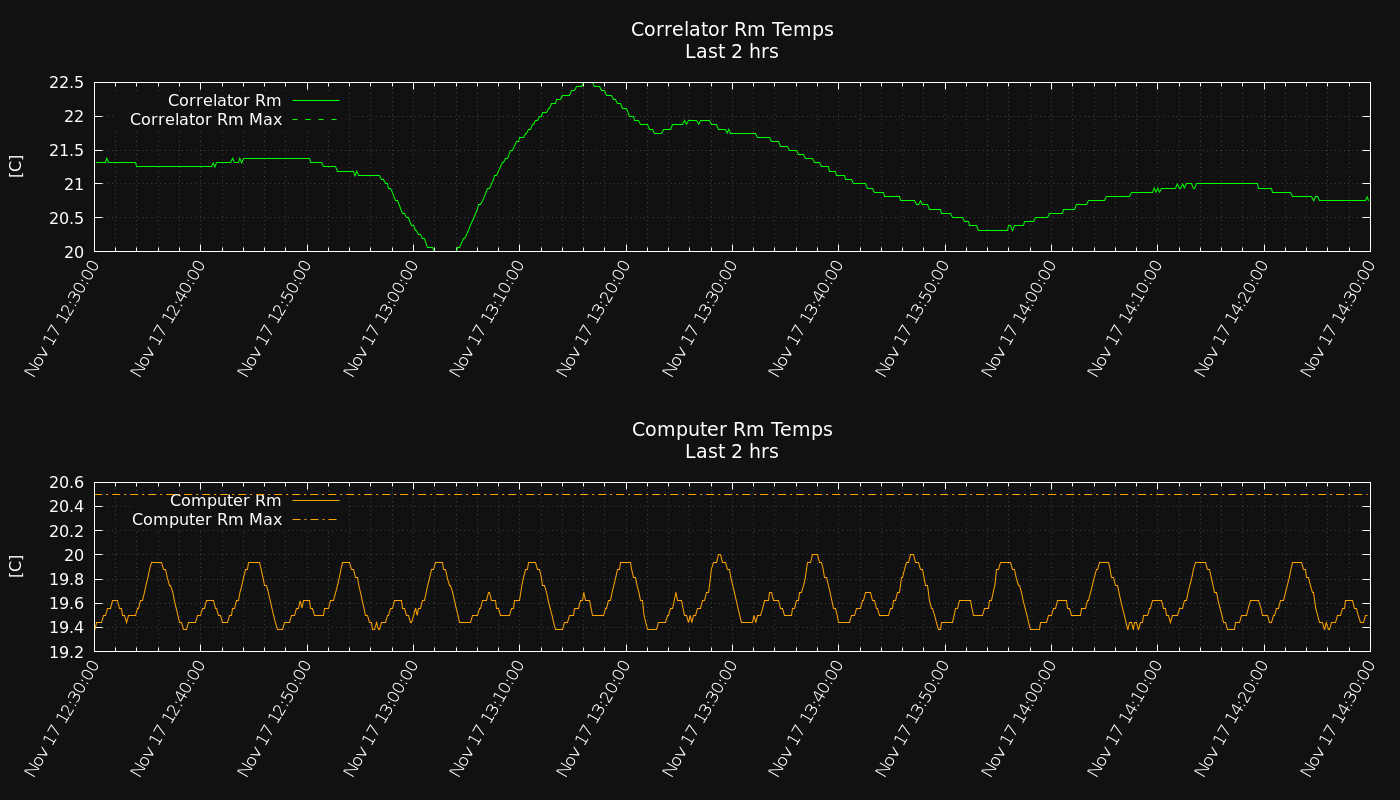 Correlator Rm Temps
Last 2 hrs
22.5
22
21.5
21
20.5
20
[C]
Correlator Rm
Correlator Rm Max
Nov 17 12:30:00
Nov 17 12:40:00
Nov 17 12:50:00
Nov 17 13:00:00
Nov 17 13:10:00
Nov 17 13:20:00
Nov 17 13:30:00
Nov 17 13:40:00
Nov 17 13:50:00
Nov 17 14:00:00
Nov 17 14:10:00
Nov 17 14:20:00
Nov 17 14:30:00
Computer Rm Temps
Last 2 hrs
20.6
20.4
20.2
20
19.8
19.6
19.4
19.2
[C]
Computer Rm
Computer Rm Max
Nov 17 12:30:00
Nov 17 12:40:00
Nov 17 12:50:00
Nov 17 13:00:00
Nov 17 13:10:00
Nov 17 13:20:00
Nov 17 13:30:00
Nov 17 13:40:00
Nov 17 13:50:00
Nov 17 14:00:00
Nov 17 14:10:00
Nov 17 14:20:00
Nov 17 14:30:00